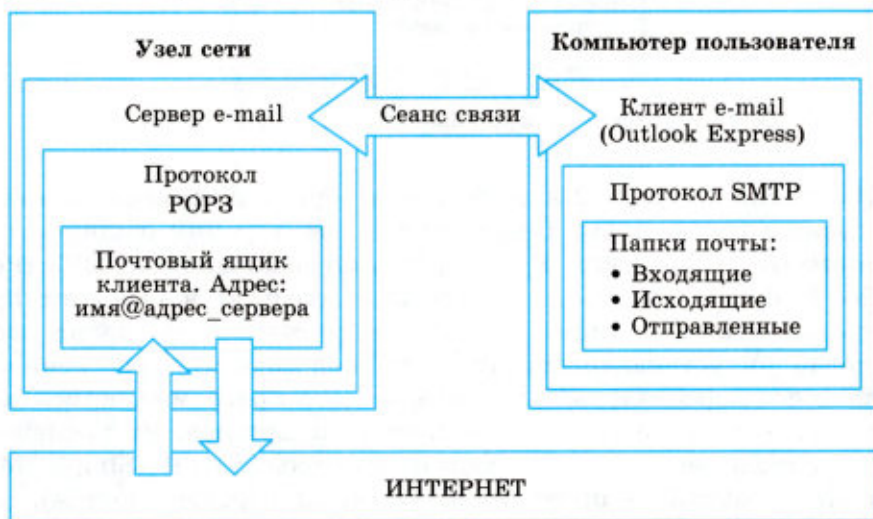 Узел сети
Сервер e-mail
Протокол
POP3
Почтовый ящик
клиента. Адрес:
имя@адрес_сервера
Сеанс связи
Компьютер пользователя
Клиент e-mail
(Outlook Express)
Протокол SMTP
Папки почты:
• Входящие
• Исходящие
• Отправленные
ИНТЕРНЕТ